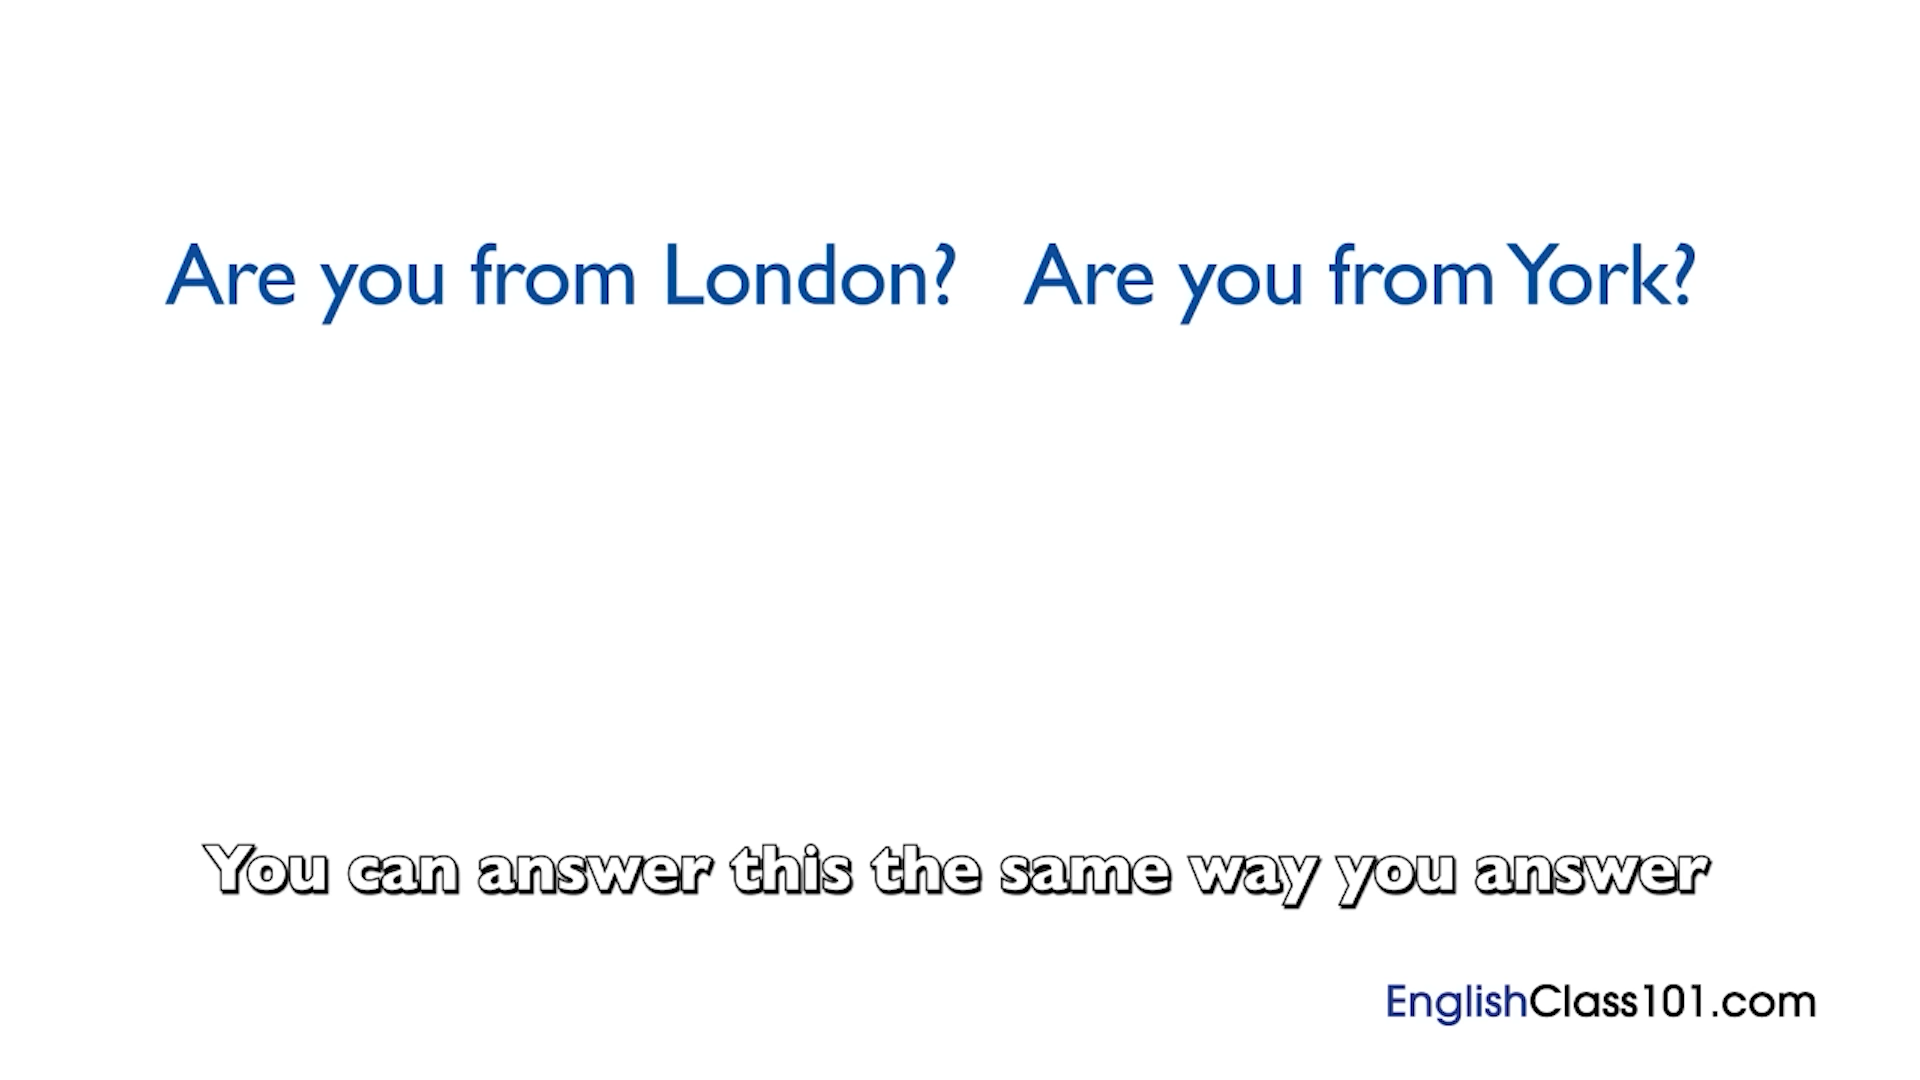 Are you from London? Are you from York?
You can answer this the same way you answer
EnglishClass101.com